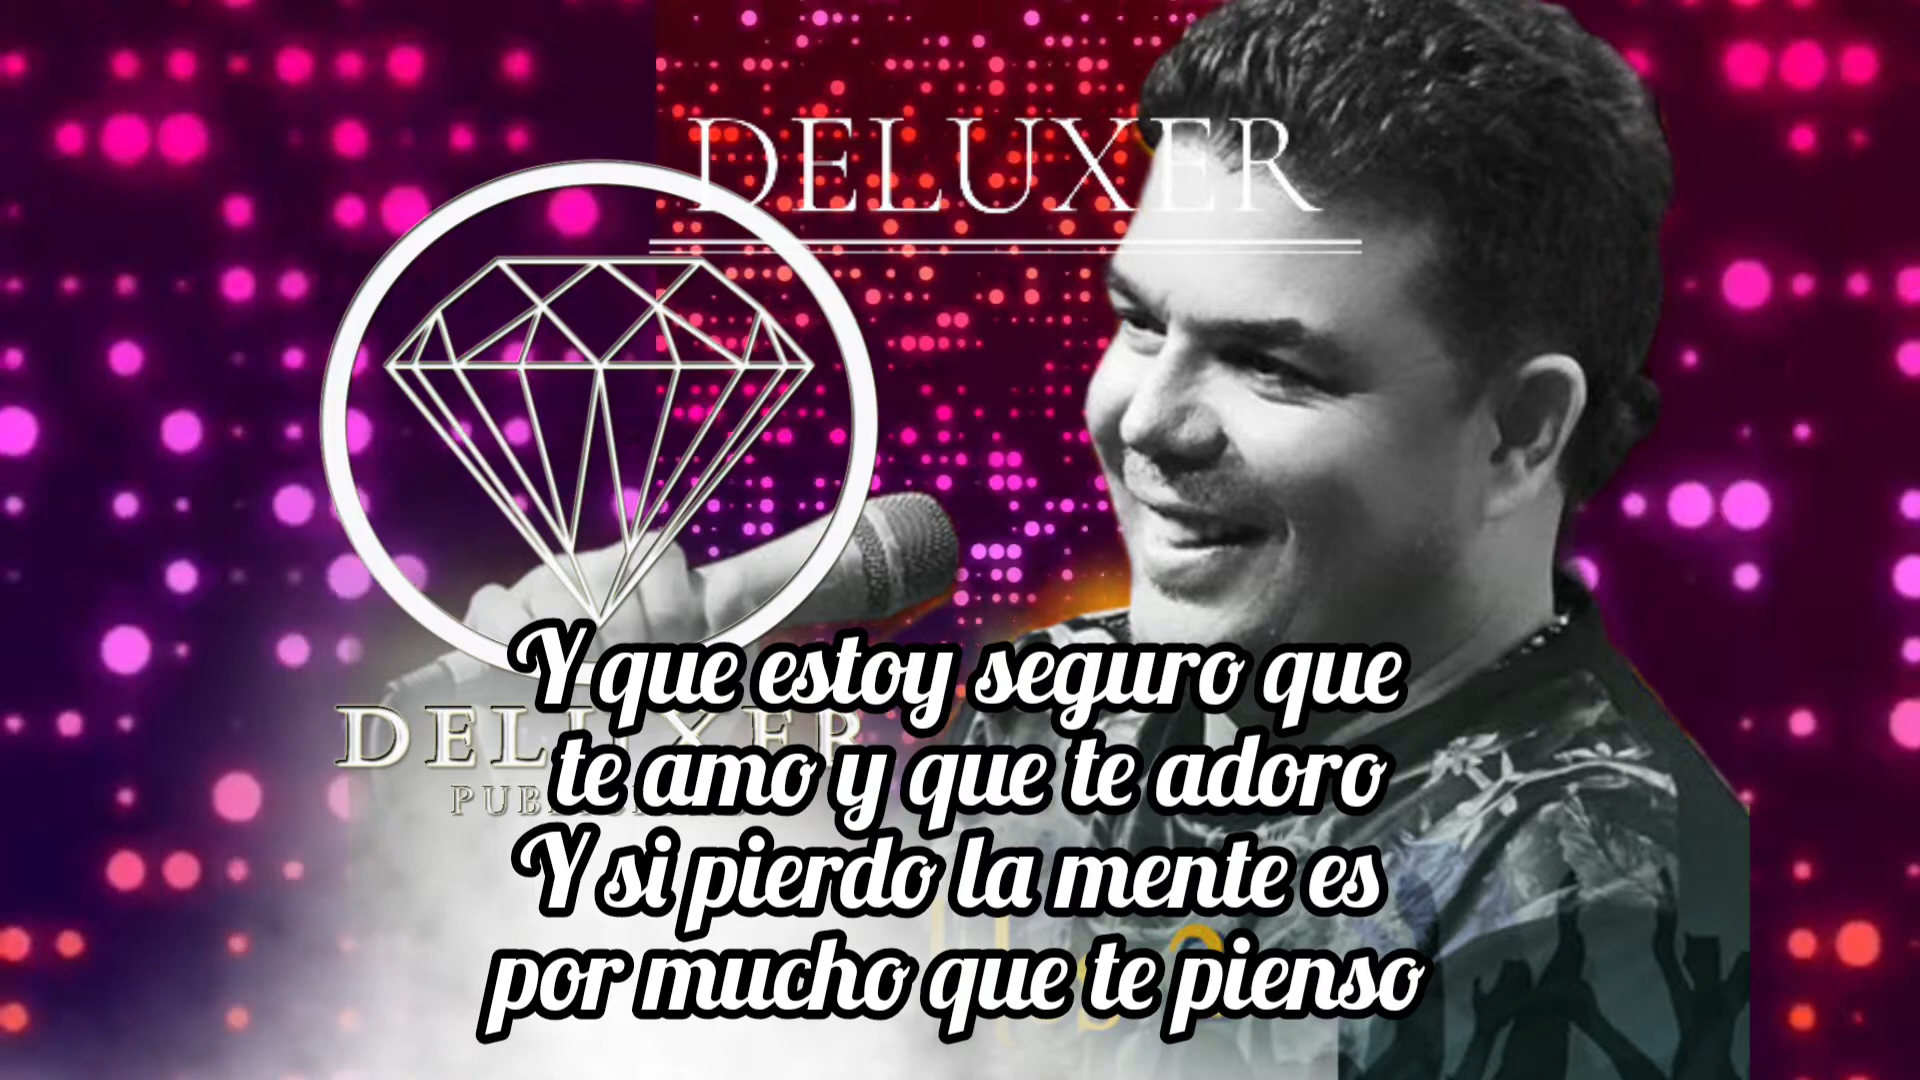 DELUXER
DELUXER
Y que estoy seguro que
te amo y que te adoro
Y si pierdo la mente es
por mucho que te pienso